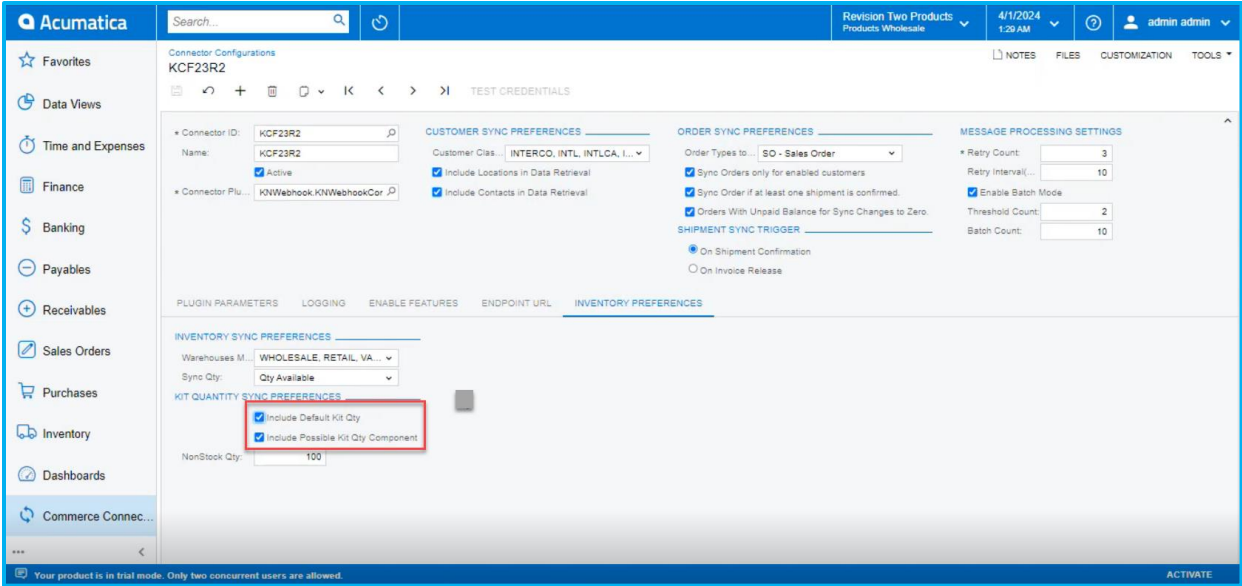 Acumatica
Search...
Revision Two Products
Products Wholesale
4/1/2024
1:29 AM
admin admin
Favorites
Data Views
Time and Expenses
Finance
Banking
Payables
Receivables
Sales Orders
Purchases
Inventory
Dashboards
Commerce Connec...
Connector Configurations
KCF23R2
NOTES FILES CUSTOMIZATION TOOLS
TEST CREDENTIALS
* Connector ID: KCF23R2
Name: KCF23R2
Active
* Connector Plu... KNWebhook.KNWebhookCor
CUSTOMER SYNC PREFERENCES
Customer Clas... INTERCO, INTL, INTLCA, I...
Include Locations in Data Retrieval
Include Contacts in Data Retrieval
ORDER SYNC PREFERENCES
Order Types to... SO - Sales Order
Sync Orders only for enabled customers
Sync Order if at least one shipment is confirmed.
Orders With Unpaid Balance for Sync Changes to Zero.
SHIPMENT SYNC TRIGGER
On Shipment Confirmation
On Invoice Release
MESSAGE PROCESSING SETTINGS
* Retry Count: 3
Retry Interval(... 10
Enable Batch Mode
Threshold Count: 2
Batch Count: 10
PLUGIN PARAMETERS LOGGING ENABLE FEATURES ENDPOINT URL INVENTORY PREFERENCES
INVENTORY SYNC PREFERENCES
Warehouses M... WHOLESALE, RETAIL, VA...
Sync Qty: Qty Available
KIT QUANTITY SYNC PREFERENCES
Include Default Kit Qty
Include Possible Kit Qty Component
NonStock Qty: 100
Your product is in trial mode. Only two concurrent users are allowed.
ACTIVATE